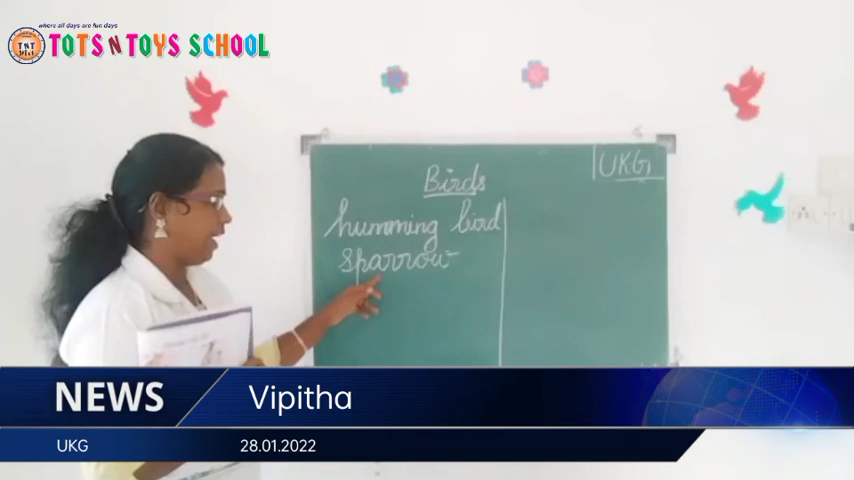 where all days are fun days
TOTS N TOYS SCHOOL
TNT
UKG
Birds
humming bird
sparrow
NEWS
Vipitha
UKG
28.01.2022